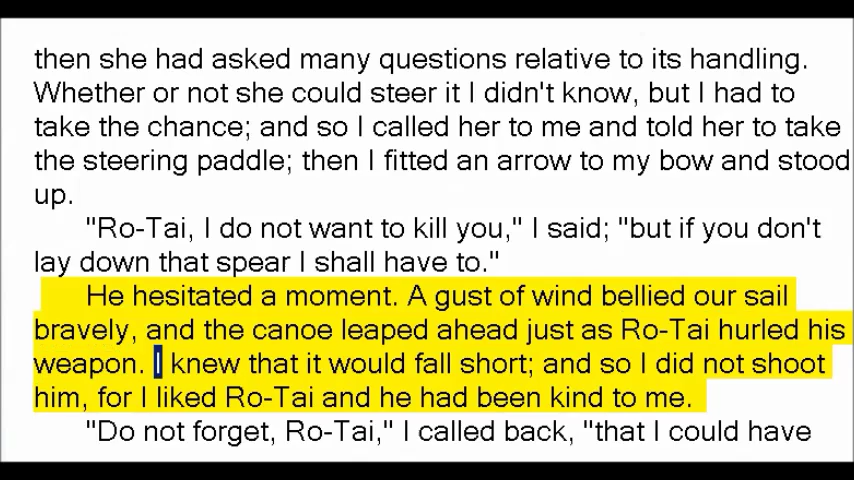 then she had asked many questions relative to its handling.
Whether or not she could steer it I didn't know, but I had to
take the chance; and so I called her to me and told her to take
the steering paddle; then I fitted an arrow to my bow and stood
up.
"Ro-Tai, I do not want to kill you," I said; "but if you don't
lay down that spear I shall have to."
He hesitated a moment. A gust of wind bellied our sail
bravely, and the canoe leaped ahead just as Ro-Tai hurled his
weapon. I knew that it would fall short; and so I did not shoot
him, for I liked Ro-Tai and he had been kind to me.
"Do not forget, Ro-Tai," I called back, "that I could have